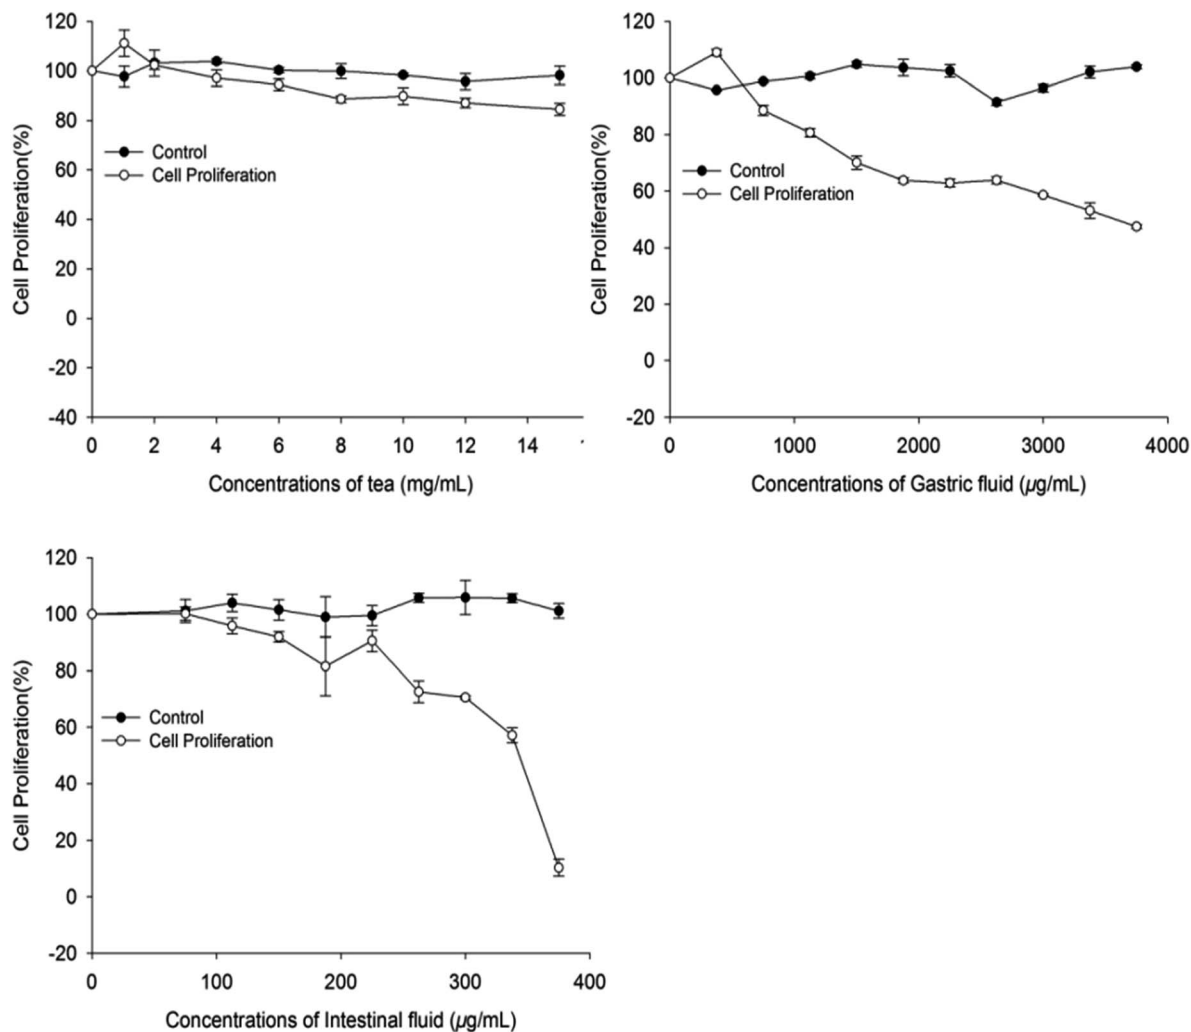 120
100
80
60
40
20
0
-20
-40
Cell Proliferation(%)
Control
Cell Proliferation
0 2 4 6 8 10 12 14
Concentrations of tea (mg/mL)
120
100
80
60
40
20
0
-20
Cell Proliferation(%)
Control
Cell Proliferation
0 1000 2000 3000 4000
Concentrations of Gastric fluid (µg/mL)
120
100
80
60
40
20
0
-20
Cell Proliferation(%)
Control
Cell Proliferation
0 100 200 300 400
Concentrations of Intestinal fluid (µg/mL)